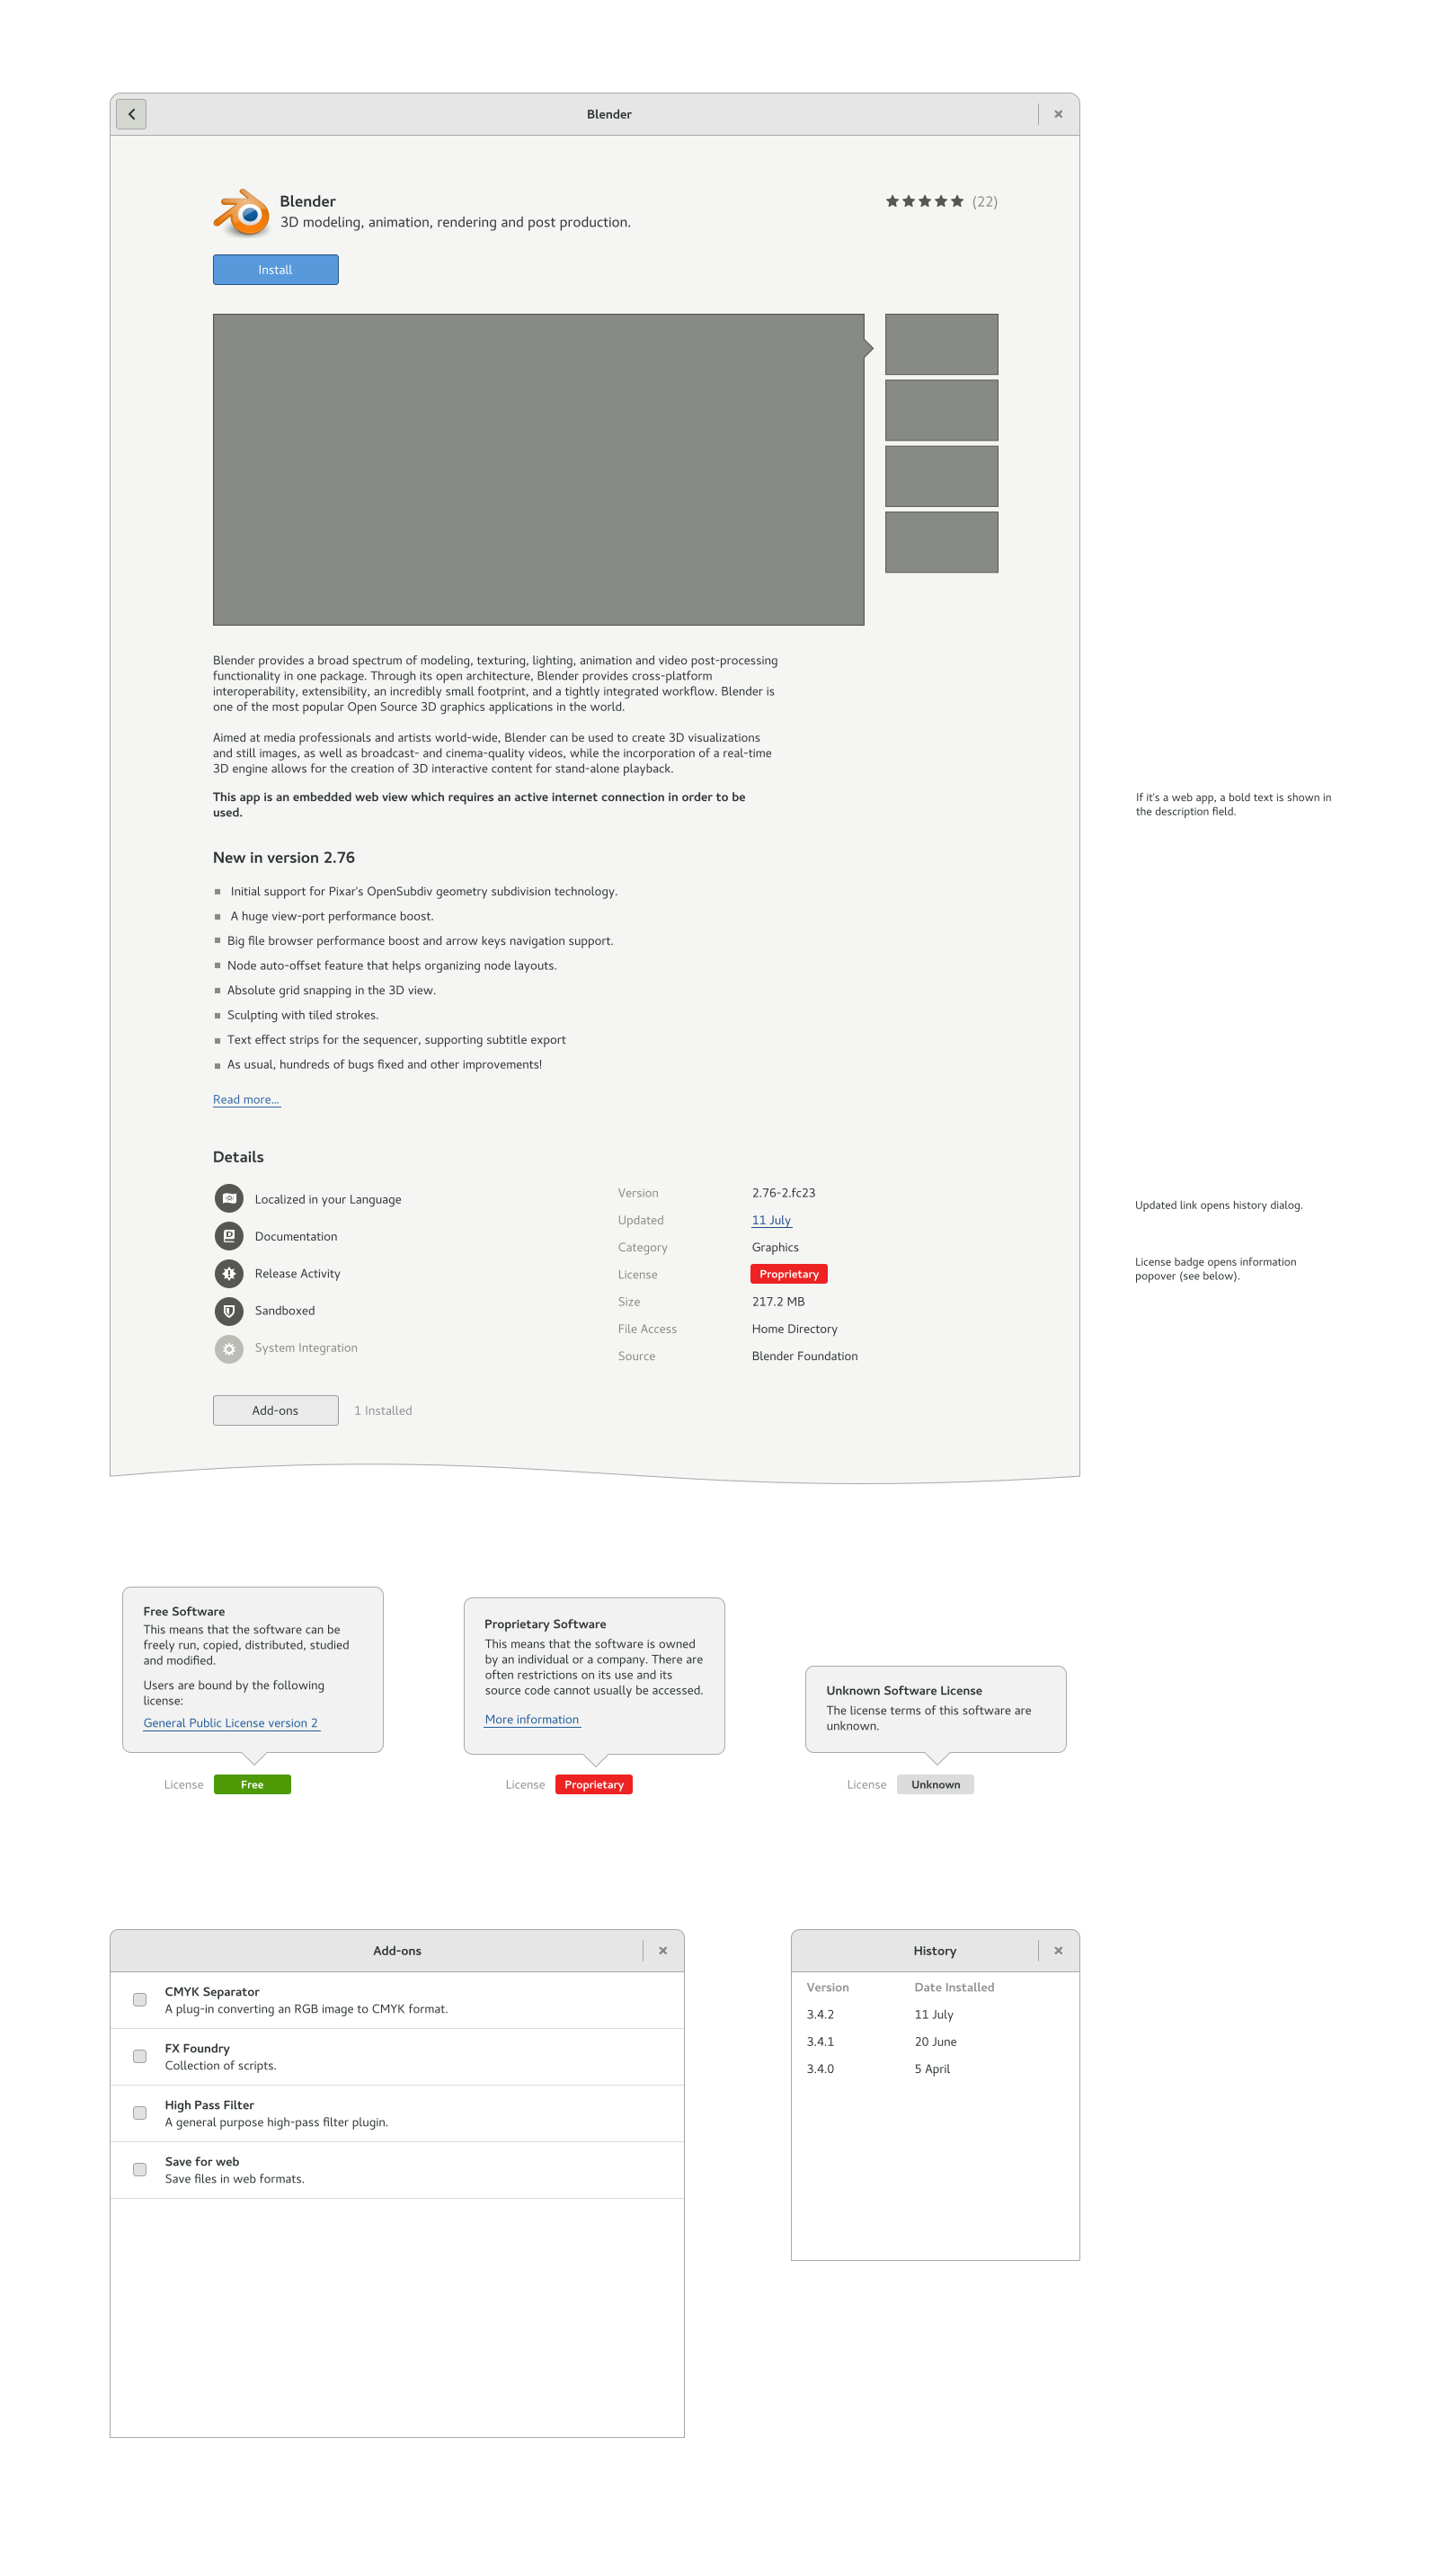 Blender
Blender
3D modeling, animation, rendering and post production.
(22)
Install
Blender provides a broad spectrum of modeling, texturing, lighting, animation and video post-processing
functionality in one package. Through its open architecture, Blender provides cross-platform
interoperability, extensibility, an incredibly small footprint, and a tightly integrated workflow. Blender is
one of the most popular Open Source 3D graphics applications in the world.
Aimed at media professionals and artists world-wide, Blender can be used to create 3D visualizations
and still images, as well as broadcast- and cinema-quality videos, while the incorporation of a real-time
3D engine allows for the creation of 3D interactive content for stand-alone playback.
This app is an embedded web view which requires an active internet connection in order to be
used.
If it's a web app, a bold text is shown in
the description field.
New in version 2.76
Initial support for Pixar's OpenSubdiv geometry subdivision technology.
A huge view-port performance boost.
Big file browser performance boost and arrow keys navigation support.
Node auto-offset feature that helps organizing node layouts.
Absolute grid snapping in the 3D view.
Sculpting with tiled strokes.
Text effect strips for the sequencer, supporting subtitle export
As usual, hundreds of bugs fixed and other improvements!
Read more...
Details
Localized in your Language
Documentation
Release Activity
Sandboxed
System Integration
Version 2.76-2.fc23
Updated 11 July
Category Graphics
License Proprietary
Size 217.2 MB
File Access Home Directory
Source Blender Foundation
Updated link opens history dialog.
License badge opens information
popover (see below).
Add-ons 1 Installed
Free Software
This means that the software can be
freely run, copied, distributed, studied
and modified.
Users are bound by the following
license:
General Public License version 2
License Free
Proprietary Software
This means that the software is owned
by an individual or a company. There are
often restrictions on its use and its
source code cannot usually be accessed.
More information
License Proprietary
Unknown Software License
The license terms of this software are
unknown.
License Unknown
Add-ons
CMYK Separator
A plug-in converting an RGB image to CMYK format.
FX Foundry
Collection of scripts.
High Pass Filter
A general purpose high-pass filter plugin.
Save for web
Save files in web formats.
History
Version Date Installed
3.4.2 11 July
3.4.1 20 June
3.4.0 5 April